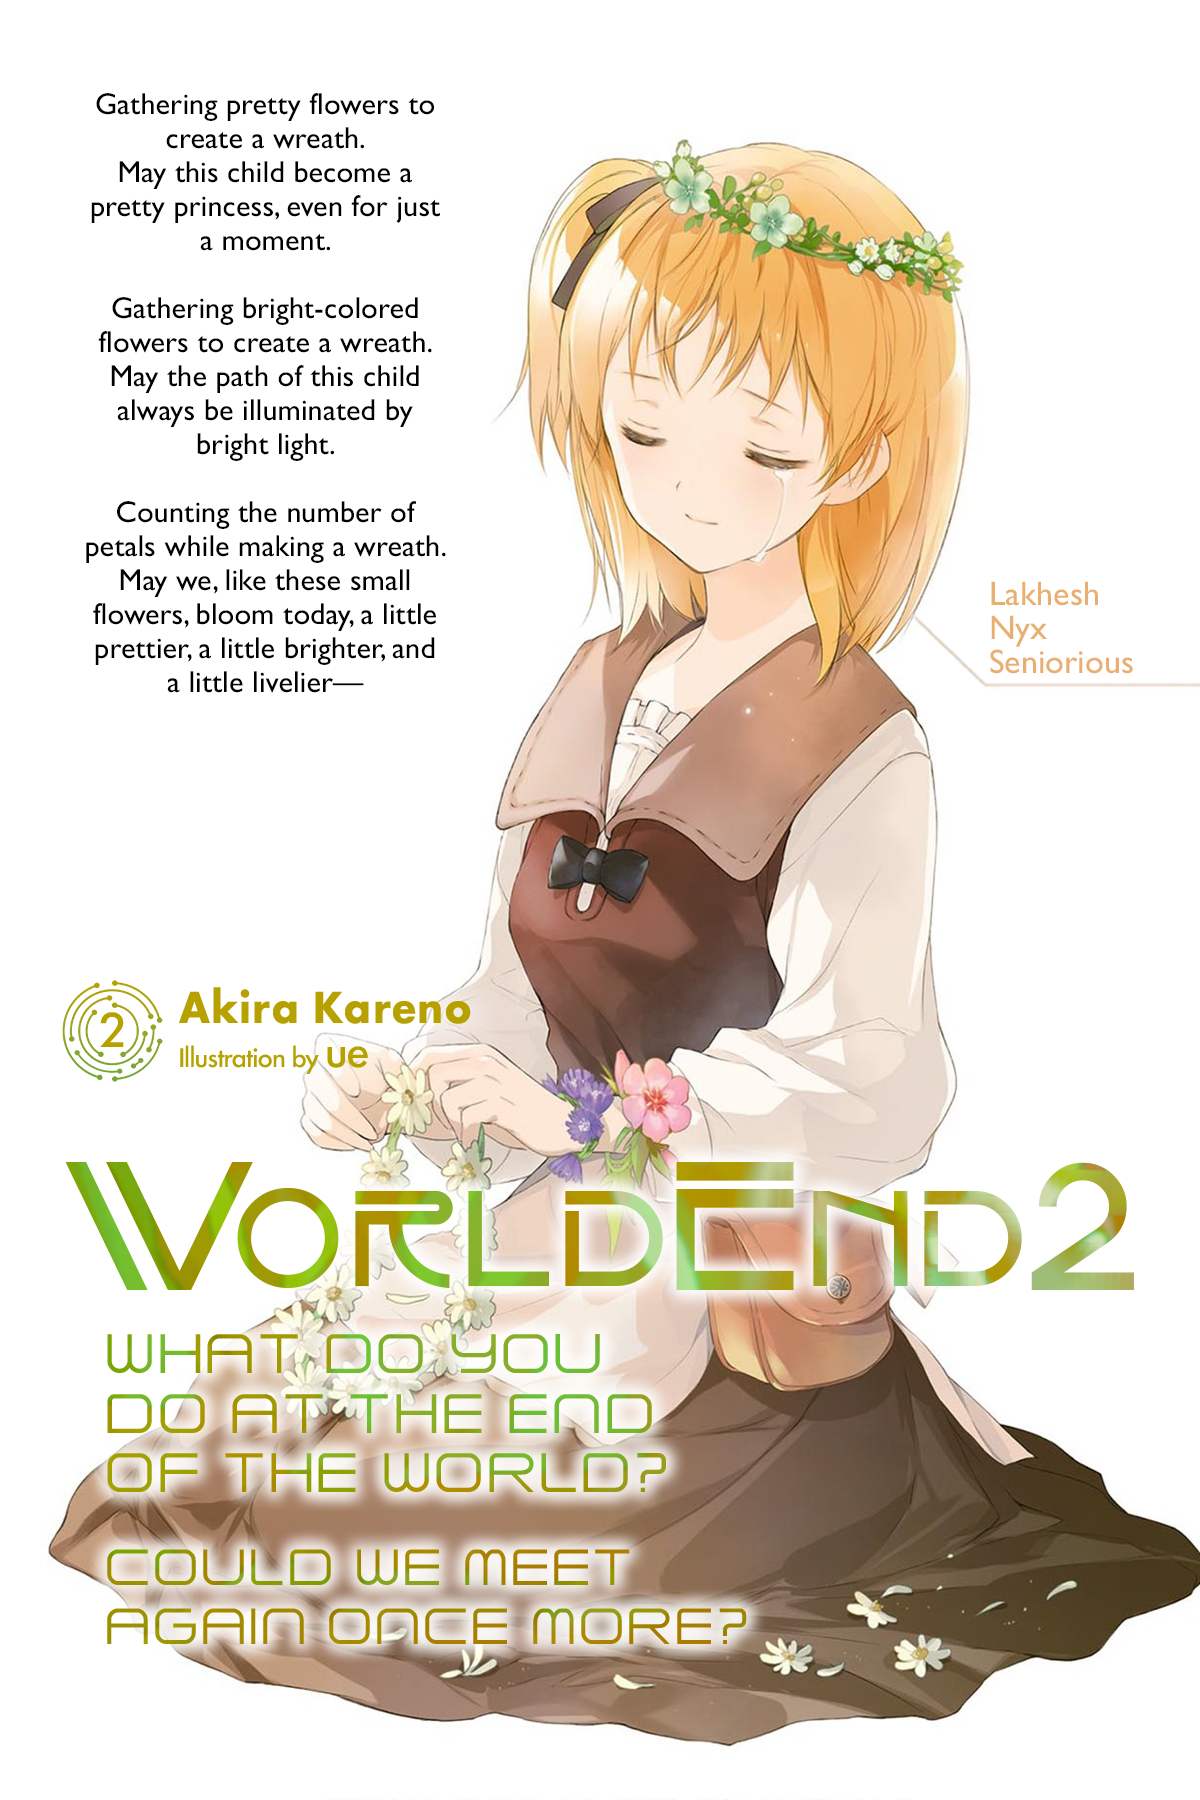 Gathering pretty flowers to
create a wreath.
May this child become a
pretty princess, even for just
a moment.
Gathering bright-colored
flowers to create a wreath.
May the path of this child
always be illuminated by
bright light.
Counting the number of
petals while making a wreath.
May we, like these small
flowers, bloom today, a little
prettier, a little brighter, and
a little livelier—
Lakhesh
Nyx
Seniorious
2
Akira Kareno
Illustration by ue
WORLDEND2
WHAT DO YOU
DO AT THE END
OF THE WORLD?
COULD WE MEET
AGAIN ONCE MORE?